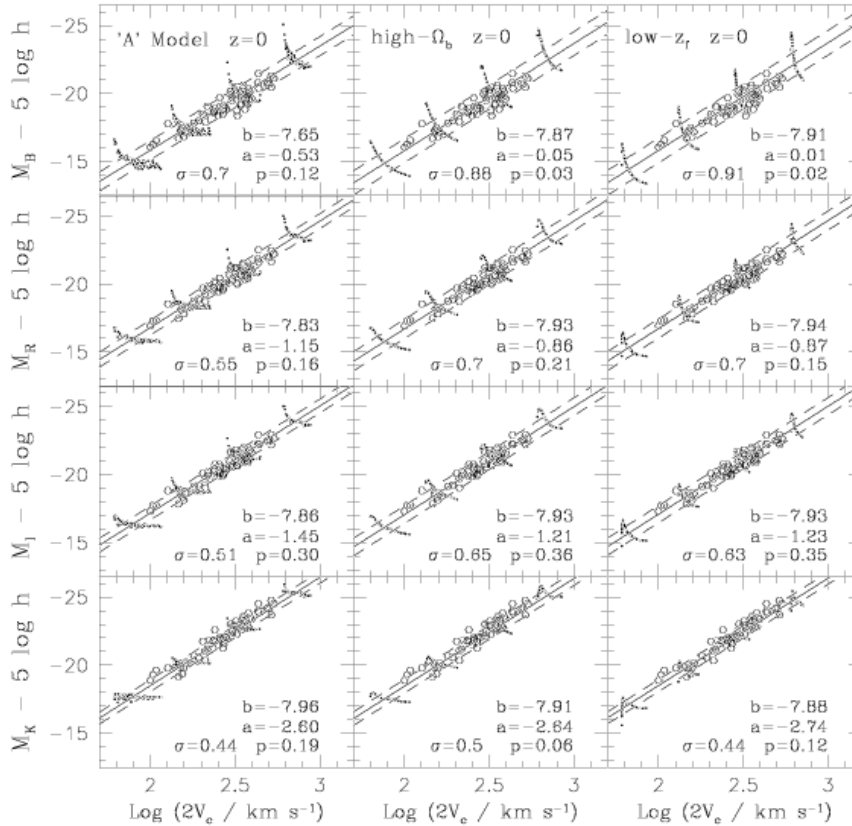 'A' Model z=0
high-Ω_b z=0
low-z_f z=0
M_B − 5 log h
−25
−20
−15
b=−7.65
a=−0.53
σ=0.7 p=0.12
b=−7.87
a=−0.05
σ=0.88 p=0.03
b=−7.91
a=0.01
σ=0.91 p=0.02
M_R − 5 log h
−25
−20
−15
b=−7.83
a=−1.15
σ=0.55 p=0.16
b=−7.93
a=−0.86
σ=0.7 p=0.21
b=−7.94
a=−0.87
σ=0.7 p=0.15
M_I − 5 log h
−25
−20
−15
b=−7.86
a=−1.45
σ=0.51 p=0.30
b=−7.93
a=−1.21
σ=0.65 p=0.36
b=−7.93
a=−1.23
σ=0.63 p=0.35
M_K − 5 log h
−25
−20
−15
b=−7.96
a=−2.60
σ=0.44 p=0.19
b=−7.91
a=−2.64
σ=0.5 p=0.06
b=−7.88
a=−2.74
σ=0.44 p=0.12
2 2.5 3
2 2.5 3
2 2.5 3
Log (2V_c / km s⁻¹)
Log (2V_c / km s⁻¹)
Log (2V_c / km s⁻¹)